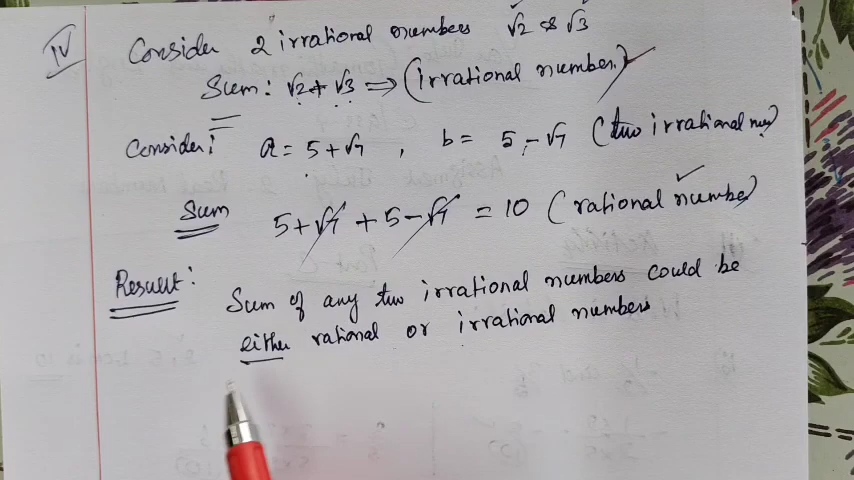 IV Consider 2 irrational numbers √2 & √3
Sum: √2 + √3 ⇒ (irrational number)
Consider: a = 5 + √7 , b = 5 - √7 (two irrational no)
Sum 5 + √7 + 5 - √7 = 10 (rational number)
Result:
Sum of any two irrational numbers could be
either rational or irrational numbers